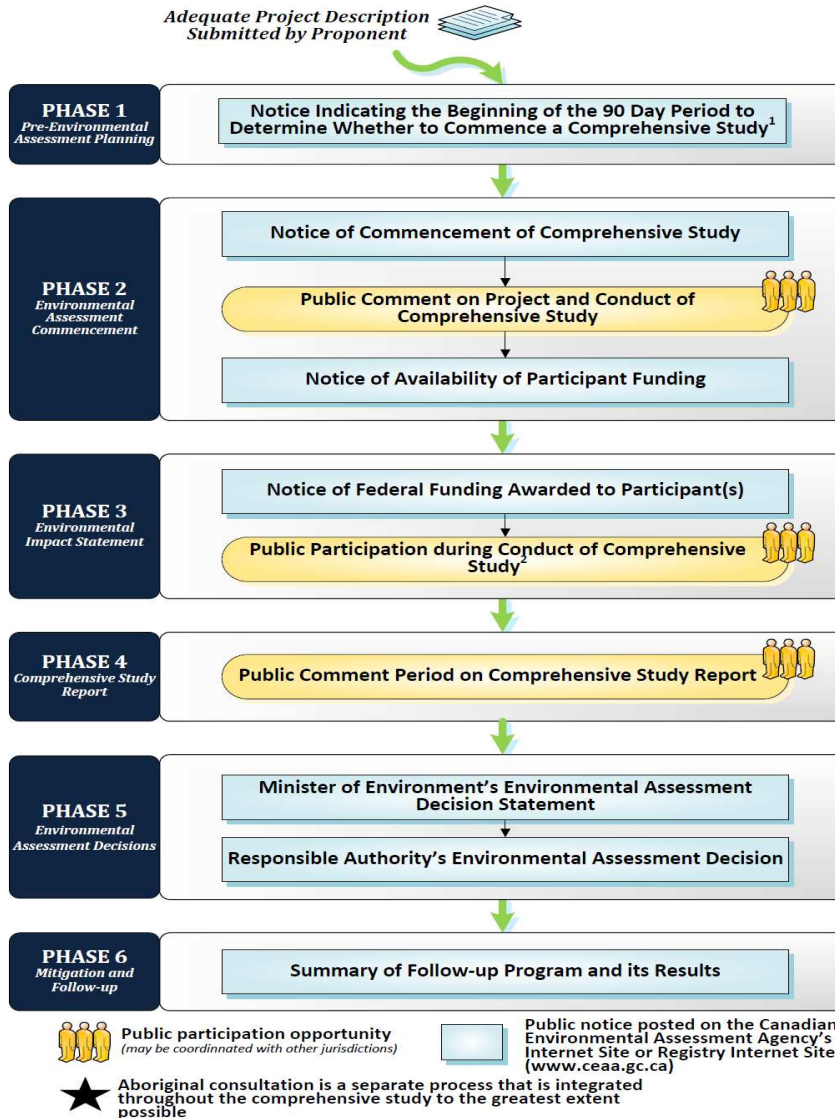 Adequate Project Description
Submitted by Proponent
PHASE 1
Pre-Environmental
Assessment Planning
Notice Indicating the Beginning of the 90 Day Period to
Determine Whether to Commence a Comprehensive Study1
PHASE 2
Environmental
Assessment
Commencement
Notice of Commencement of Comprehensive Study
Public Comment on Project and Conduct of
Comprehensive Study
Notice of Availability of Participant Funding
PHASE 3
Environmental
Impact Statement
Notice of Federal Funding Awarded to Participant(s)
Public Participation during Conduct of Comprehensive
Study2
PHASE 4
Comprehensive Study
Report
Public Comment Period on Comprehensive Study Report
PHASE 5
Environmental
Assessment Decisions
Minister of Environment's Environmental Assessment
Decision Statement
Responsible Authority's Environmental Assessment Decision
PHASE 6
Mitigation and
Follow-up
Summary of Follow-up Program and its Results
Public participation opportunity
(may be coordinnated with other jurisdictions)
Public notice posted on the Canadian
Environmental Assessment Agency's
Internet Site or Registry Internet Site
(www.ceaa.gc.ca)
Aboriginal consultation is a separate process that is integrated
throughout the comprehensive study to the greatest extent
possible